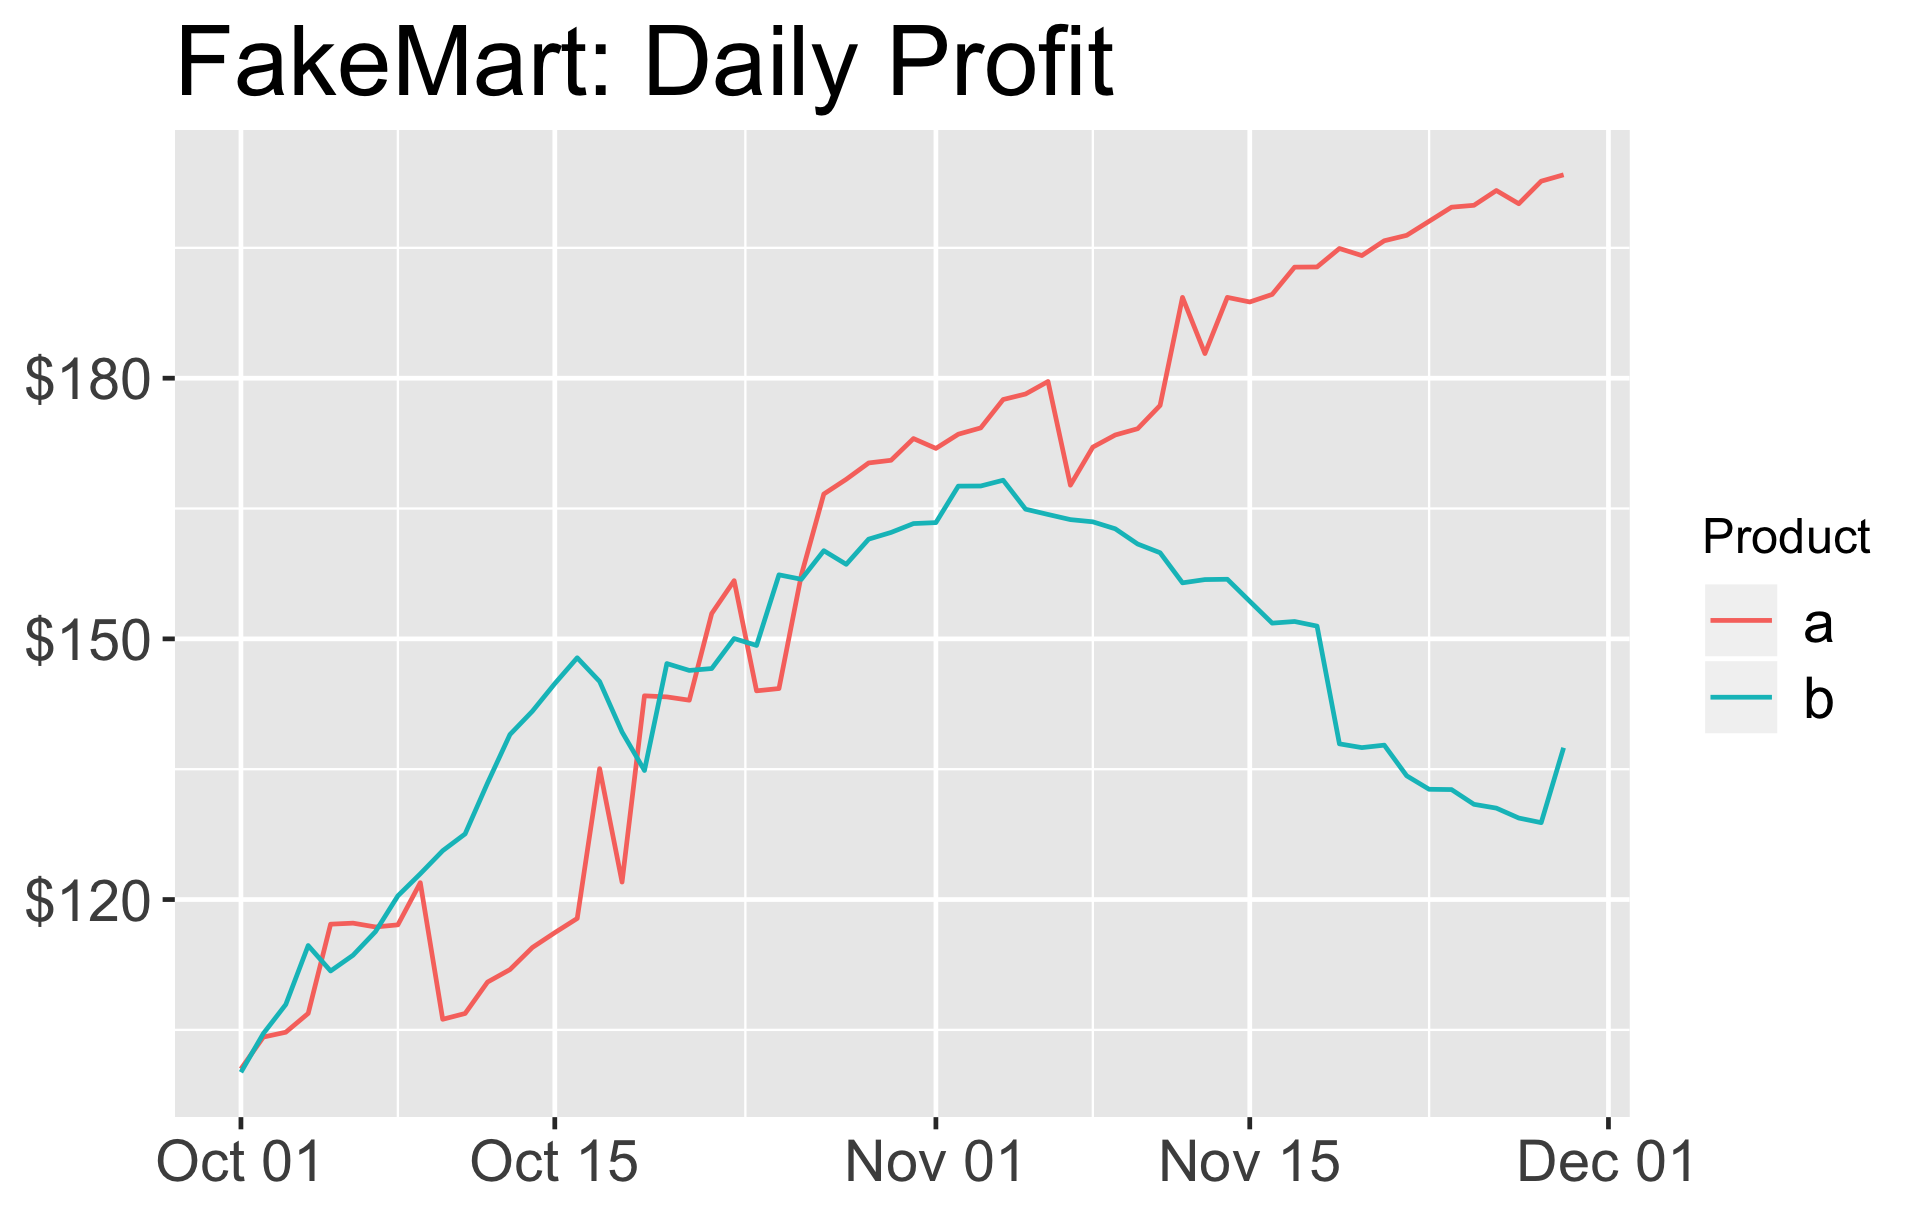 FakeMart: Daily Profit
$180
$150
$120
Oct 01
Oct 15
Nov 01
Nov 15
Dec 01
Product
a
b